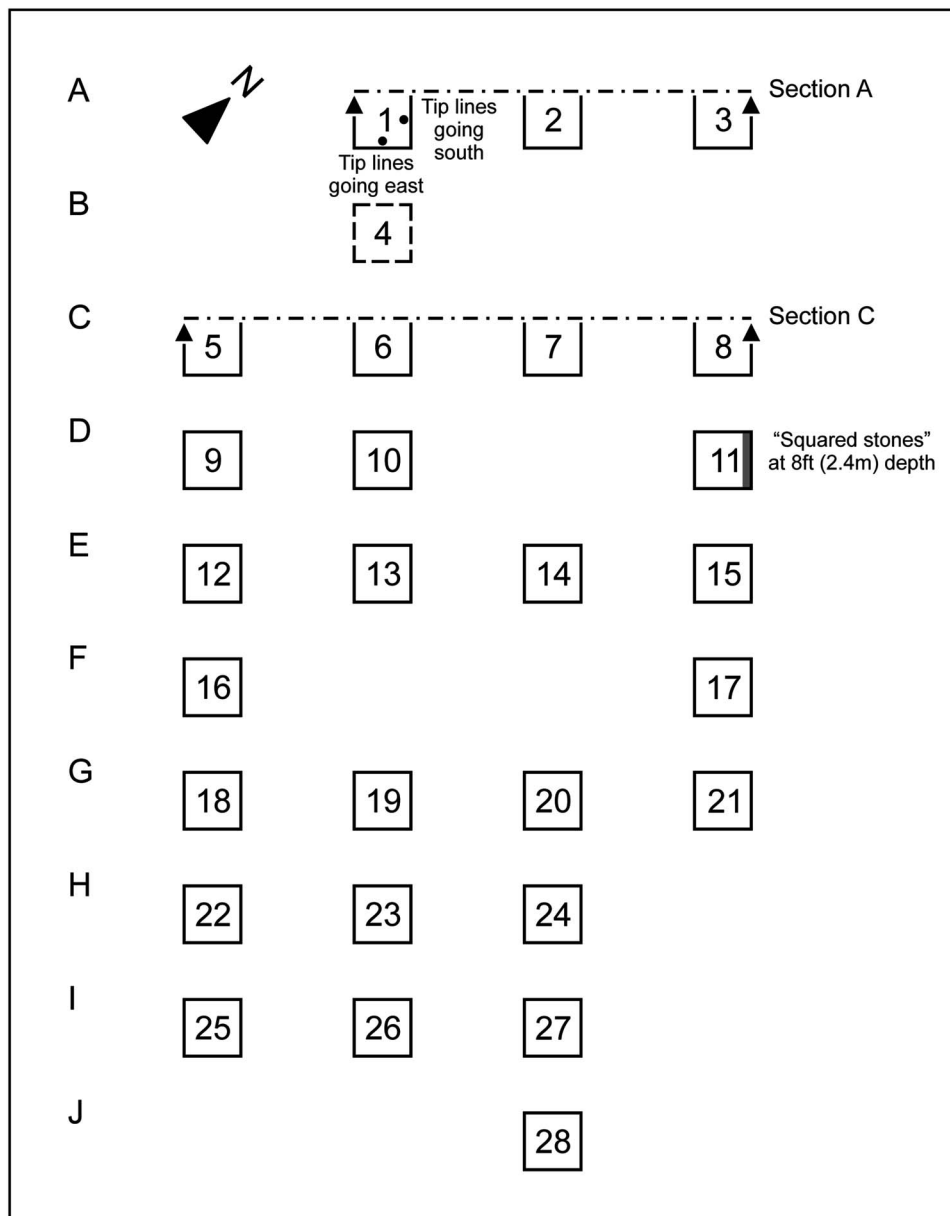 N
A
1
2
3
Section A
Tip lines
going
south
Tip lines
going east
B
4
C
5
6
7
8
Section C
D
9
10
11
“Squared stones”
at 8ft (2.4m) depth
E
12
13
14
15
F
16
17
G
18
19
20
21
H
22
23
24
I
25
26
27
J
28